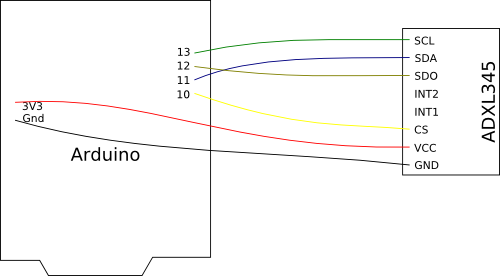 13
12
11
10
3V3
Gnd
Arduino
SCL
SDA
SDO
INT2
INT1
CS
VCC
GND
ADXL345